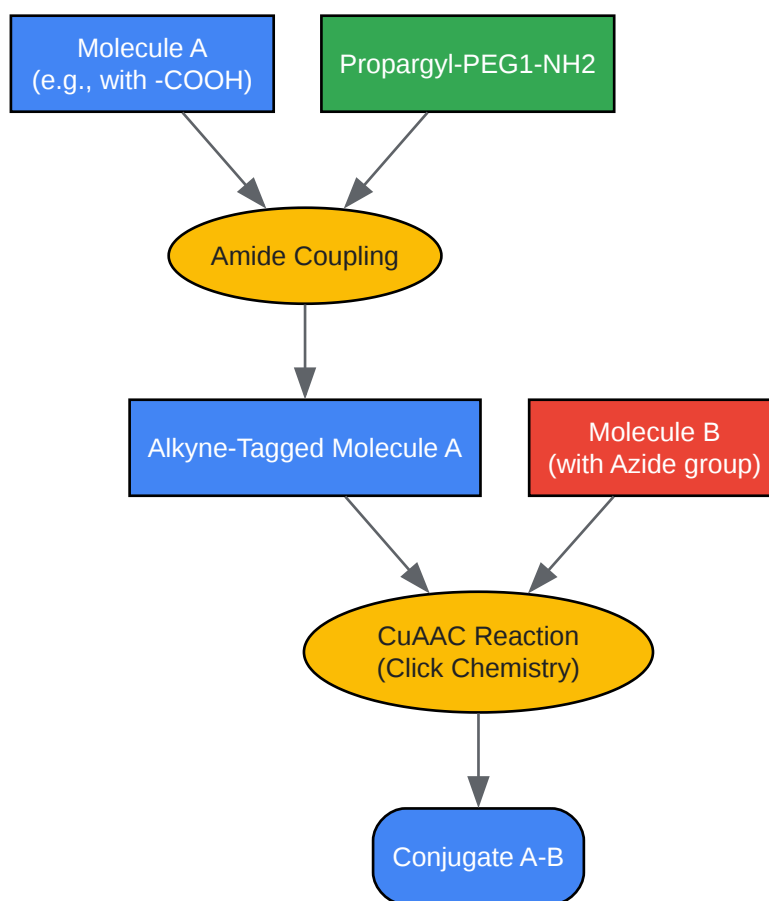 Molecule A
(e.g., with -COOH)
Propargyl-PEG1-NH2
Amide Coupling
Alkyne-Tagged Molecule A
Molecule B
(with Azide group)
CuAAC Reaction
(Click Chemistry)
Conjugate A-B